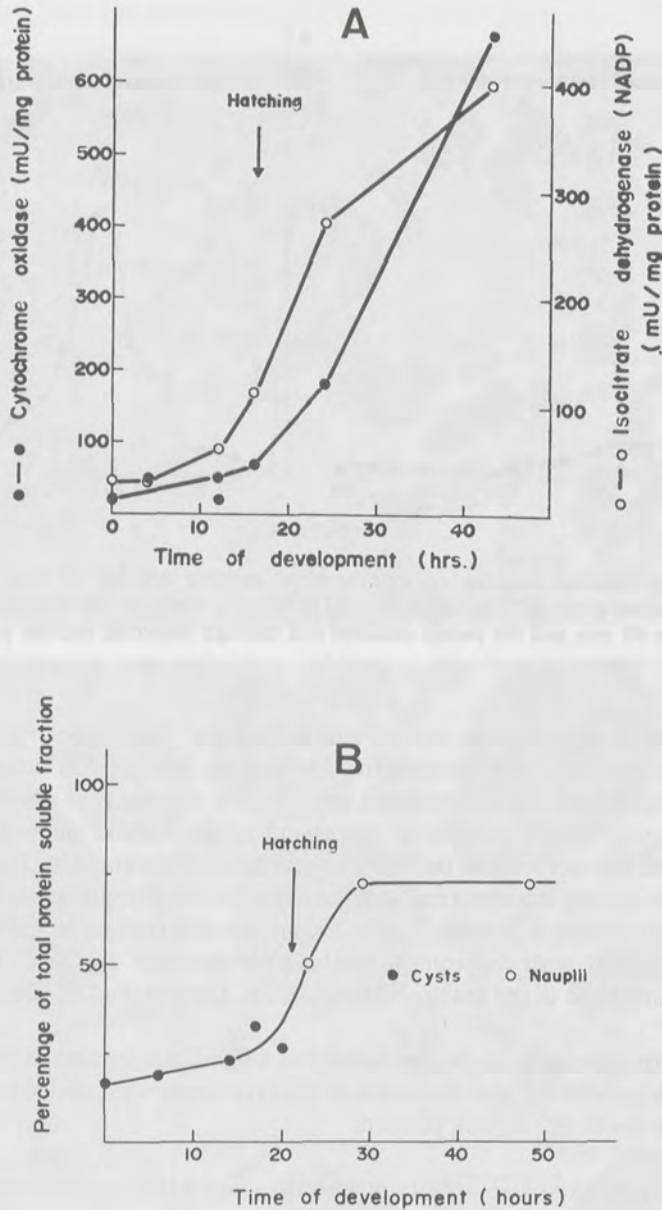 A
Hatching
600
500
400
300
200
100
●—● Cytochrome oxidase (mU/mg protein)
400
300
200
100
○—○ Isocitrate dehydrogenase (NADP)
(mU/mg protein)
0 10 20 30 40
Time of development (hrs.)
B
100
50
Percentage of total protein soluble fraction
Hatching
● Cysts ○ Nauplii
0 10 20 30 40 50
Time of development (hours)